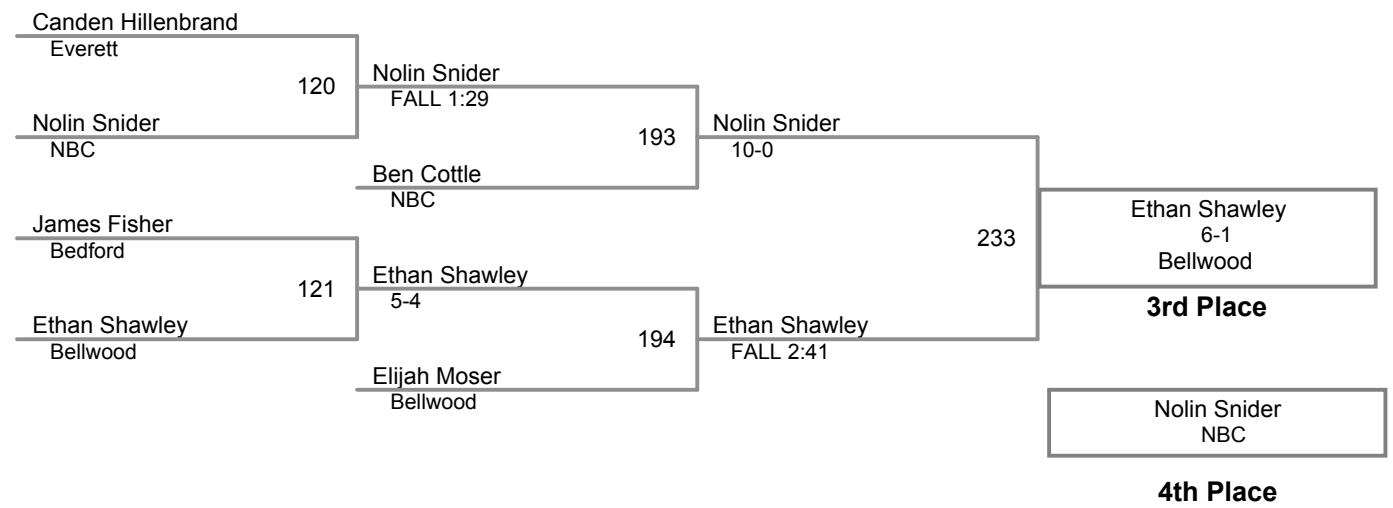 Canden Hillenbrand
Everett
120
Nolin Snider
NBC
Nolin Snider
FALL 1:29
193
Ben Cottle
NBC
Nolin Snider
10-0
James Fisher
Bedford
121
Ethan Shawley
Bellwood
Ethan Shawley
5-4
194
Elijah Moser
Bellwood
Ethan Shawley
FALL 2:41
233
Ethan Shawley
6-1
Bellwood
3rd Place
Nolin Snider
NBC
4th Place